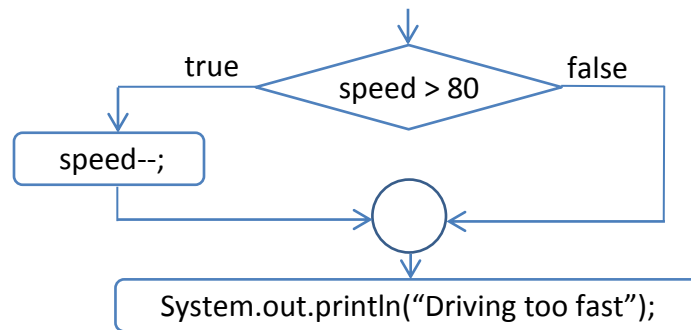 true
false
speed > 80
speed--;
System.out.println(“Driving too fast”);